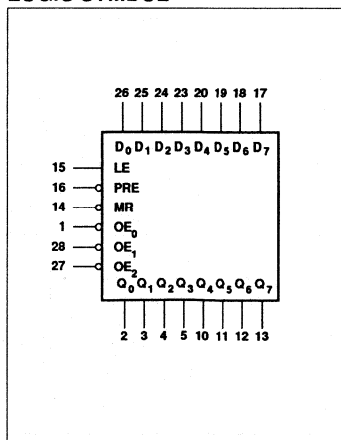 26 25 24 23 20 19 18 17
D0 D1 D2 D3 D4 D5 D6 D7
15 LE
16 PRE
14 MR
1 OE0
28 OE1
27 OE2
Q0 Q1 Q2 Q3 Q4 Q5 Q6 Q7
2 3 4 5 10 11 12 13